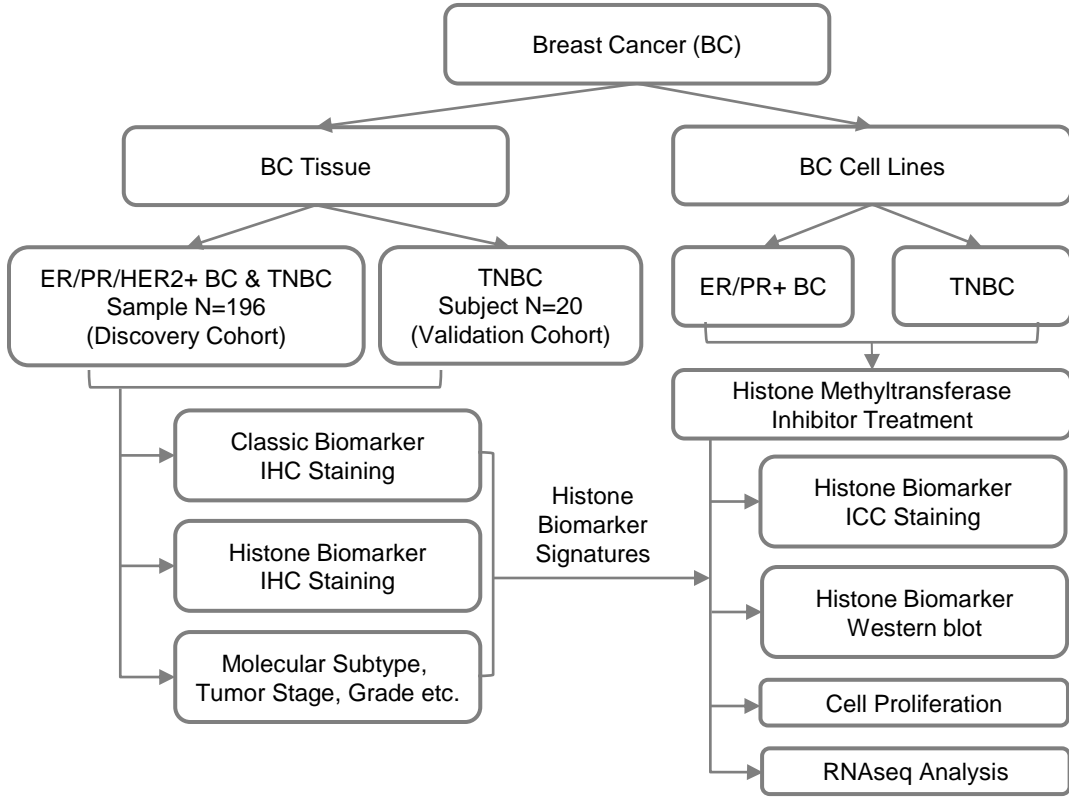 Breast Cancer (BC)
BC Tissue
BC Cell Lines
ER/PR/HER2+ BC & TNBC
Sample N=196
(Discovery Cohort)
TNBC
Subject N=20
(Validation Cohort)
ER/PR+ BC
TNBC
Histone Methyltransferase
Inhibitor Treatment
Classic Biomarker
IHC Staining
Histone Biomarker
IHC Staining
Molecular Subtype,
Tumor Stage, Grade etc.
Histone
Biomarker
Signatures
Histone Biomarker
ICC Staining
Histone Biomarker
Western blot
Cell Proliferation
RNAseq Analysis